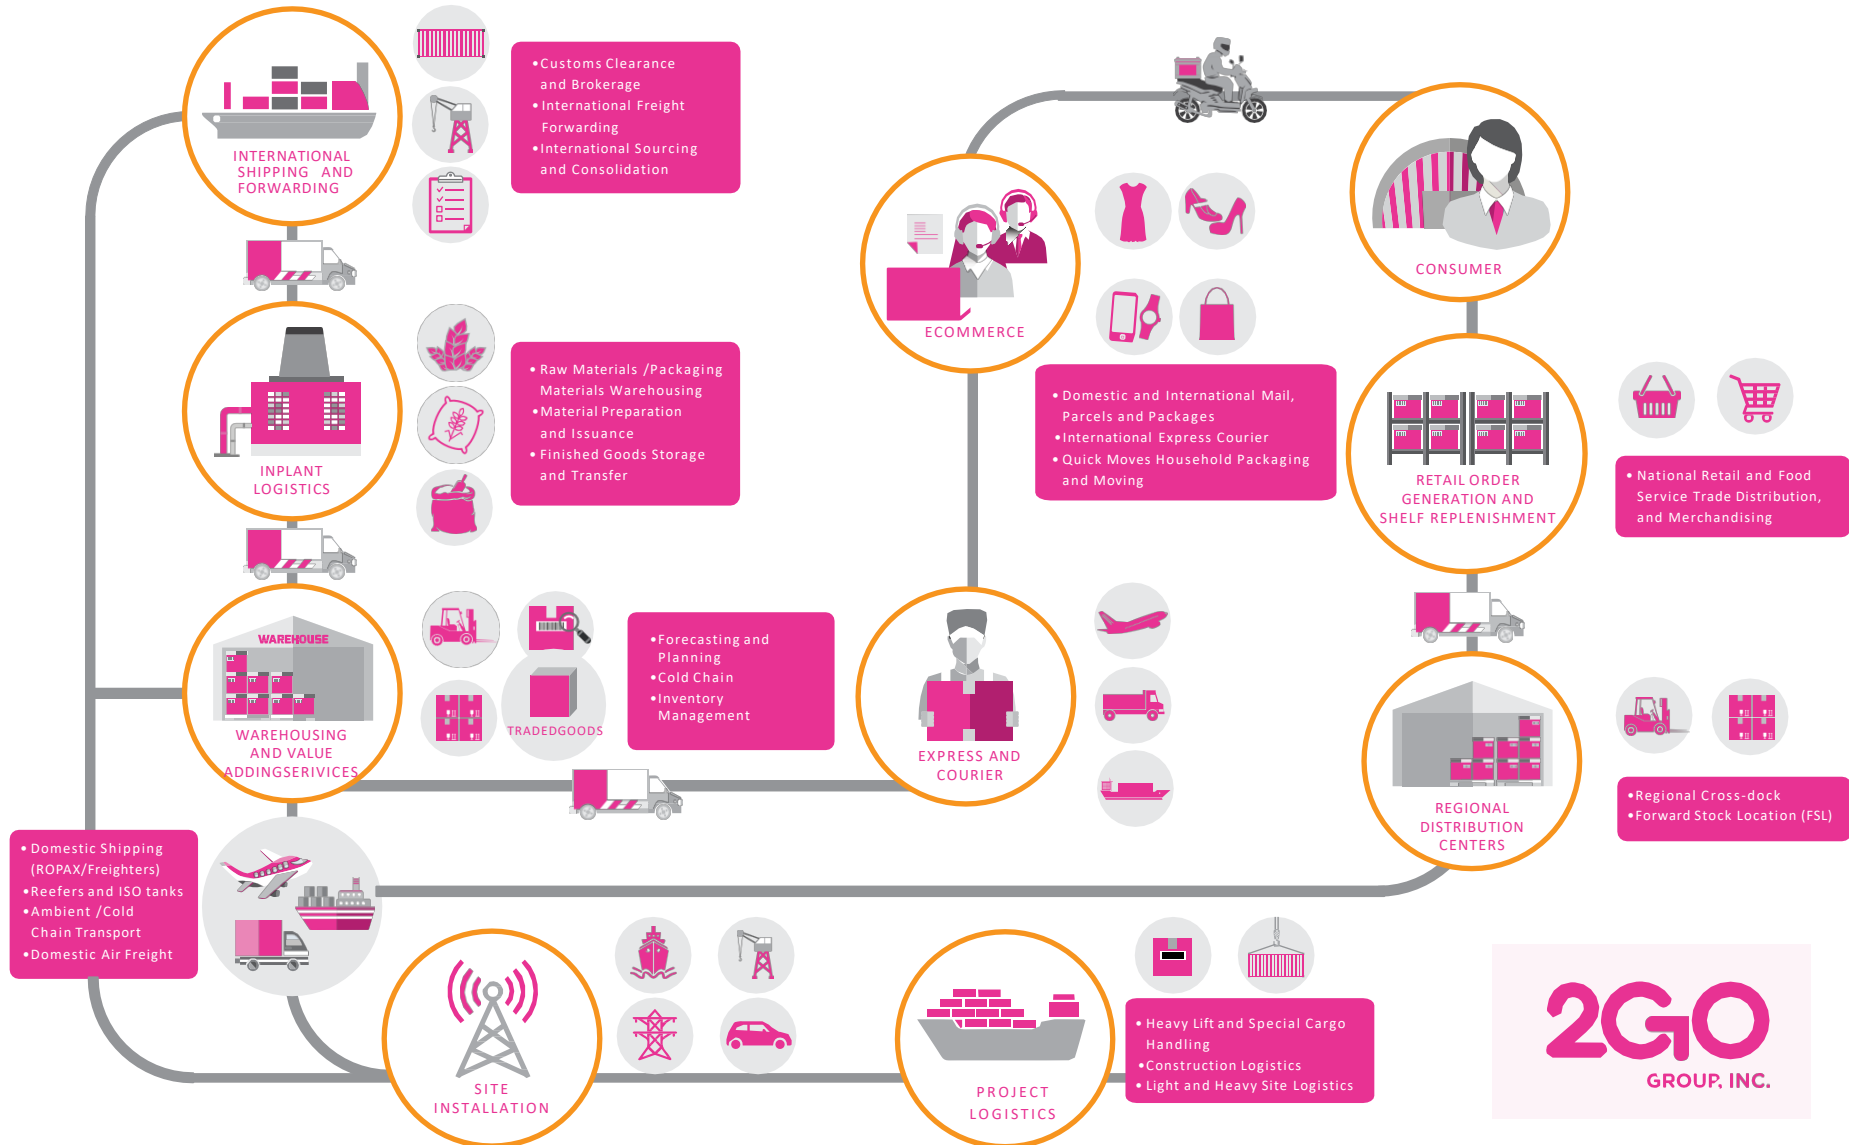 INTERNATIONAL
SHIPPING AND
FORWARDING
•Customs Clearance
and Brokerage
•International Freight
Forwarding
•International Sourcing
and Consolidation
INPLANT
LOGISTICS
•Raw Materials /Packaging
Materials Warehousing
•Material Preparation
and Issuance
•Finished Goods Storage
and Transfer
WAREHOUSE
WAREHOUSING
AND VALUE
ADDINGSERIVICES
TRADEDGOODS
•Forecasting and
Planning
•Cold Chain
•Inventory
Management
•Domestic Shipping
(ROPAX/Freighters)
•Reefers and ISO tanks
•Ambient /Cold
Chain Transport
•Domestic Air Freight
ECOMMERCE
•Domestic and International Mail,
Parcels and Packages
•International Express Courier
•Quick Moves Household Packaging
and Moving
EXPRESS AND
COURIER
CONSUMER
RETAIL ORDER
GENERATION AND
SHELF REPLENISHMENT
•National Retail and Food
Service Trade Distribution,
and Merchandising
REGIONAL
DISTRIBUTION
CENTERS
•Regional Cross-dock
•Forward Stock Location (FSL)
SITE
INSTALLATION
PROJECT
LOGISTICS
•Heavy Lift and Special Cargo
Handling
•Construction Logistics
•Light and Heavy Site Logistics
2GO
GROUP, INC.